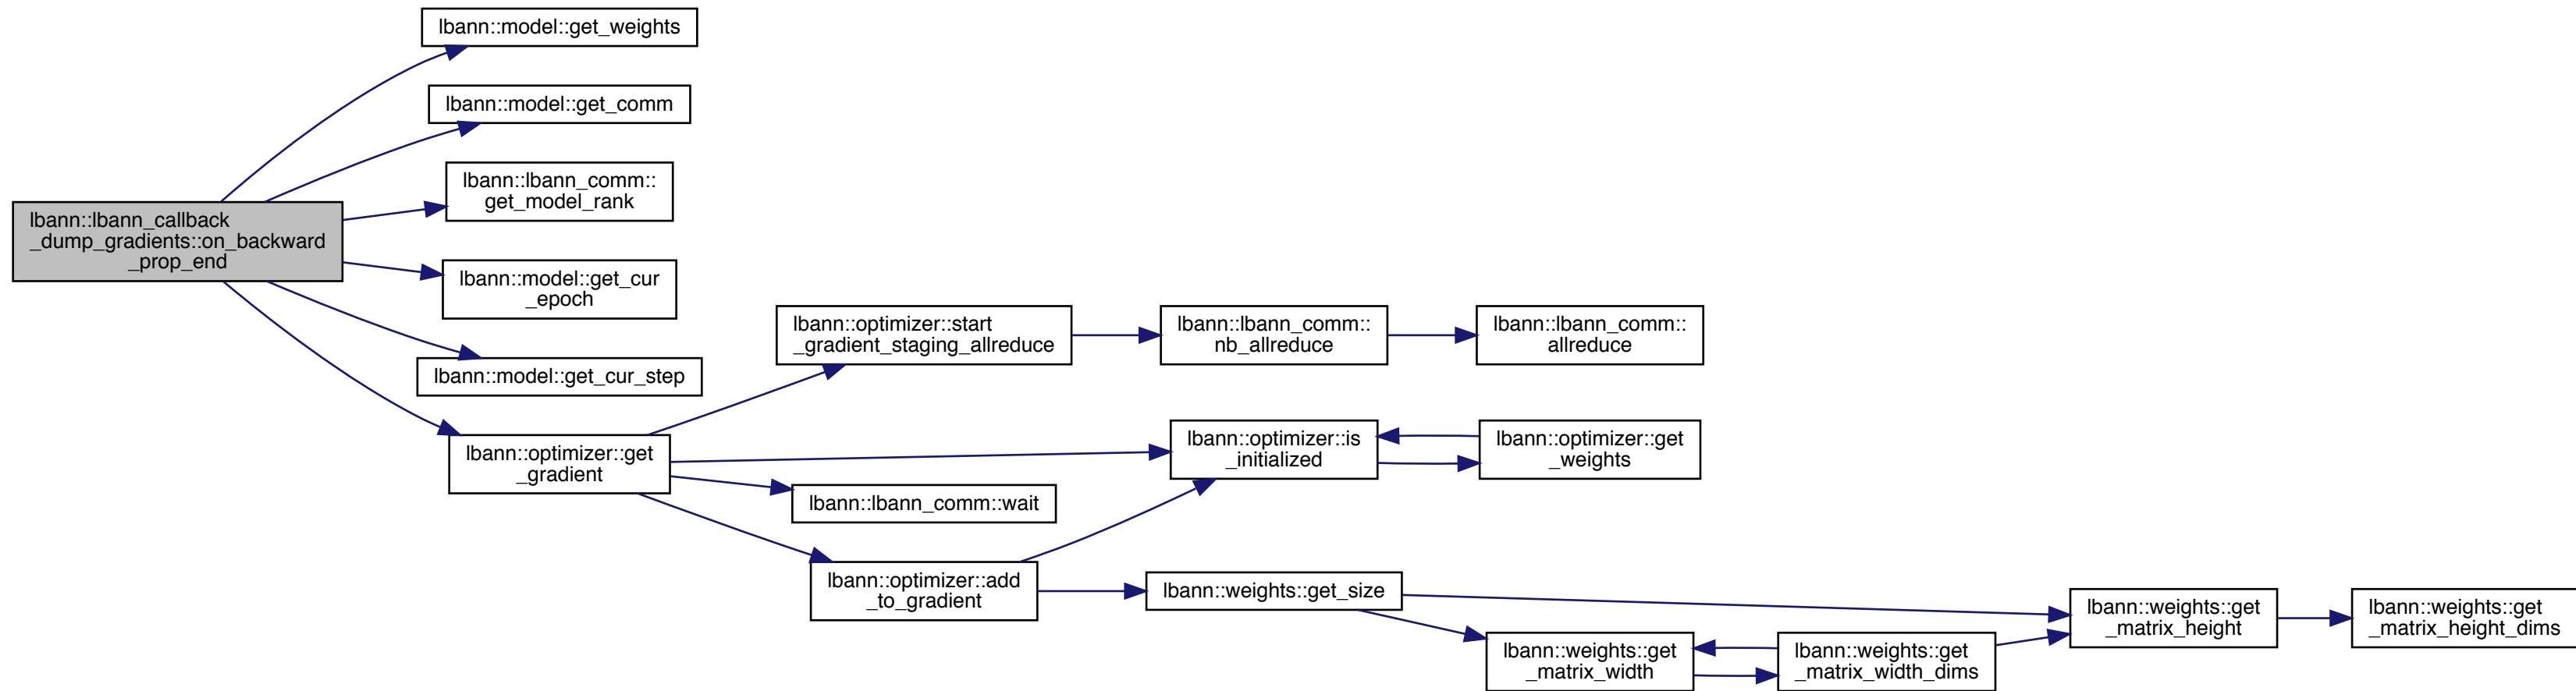 lbann::model::get_weights
lbann::model::get_comm
lbann::lbann_comm::
get_model_rank
lbann::lbann_callback
_dump_gradients::on_backward
_prop_end
lbann::model::get_cur
_epoch
lbann::model::get_cur_step
lbann::optimizer::get
_gradient
lbann::optimizer::start
_gradient_staging_allreduce
lbann::lbann_comm::
nb_allreduce
lbann::lbann_comm::
allreduce
lbann::optimizer::is
_initialized
lbann::optimizer::get
_weights
lbann::lbann_comm::wait
lbann::optimizer::add
_to_gradient
lbann::weights::get_size
lbann::weights::get
_matrix_width
lbann::weights::get
_matrix_width_dims
lbann::weights::get
_matrix_height
lbann::weights::get
_matrix_height_dims